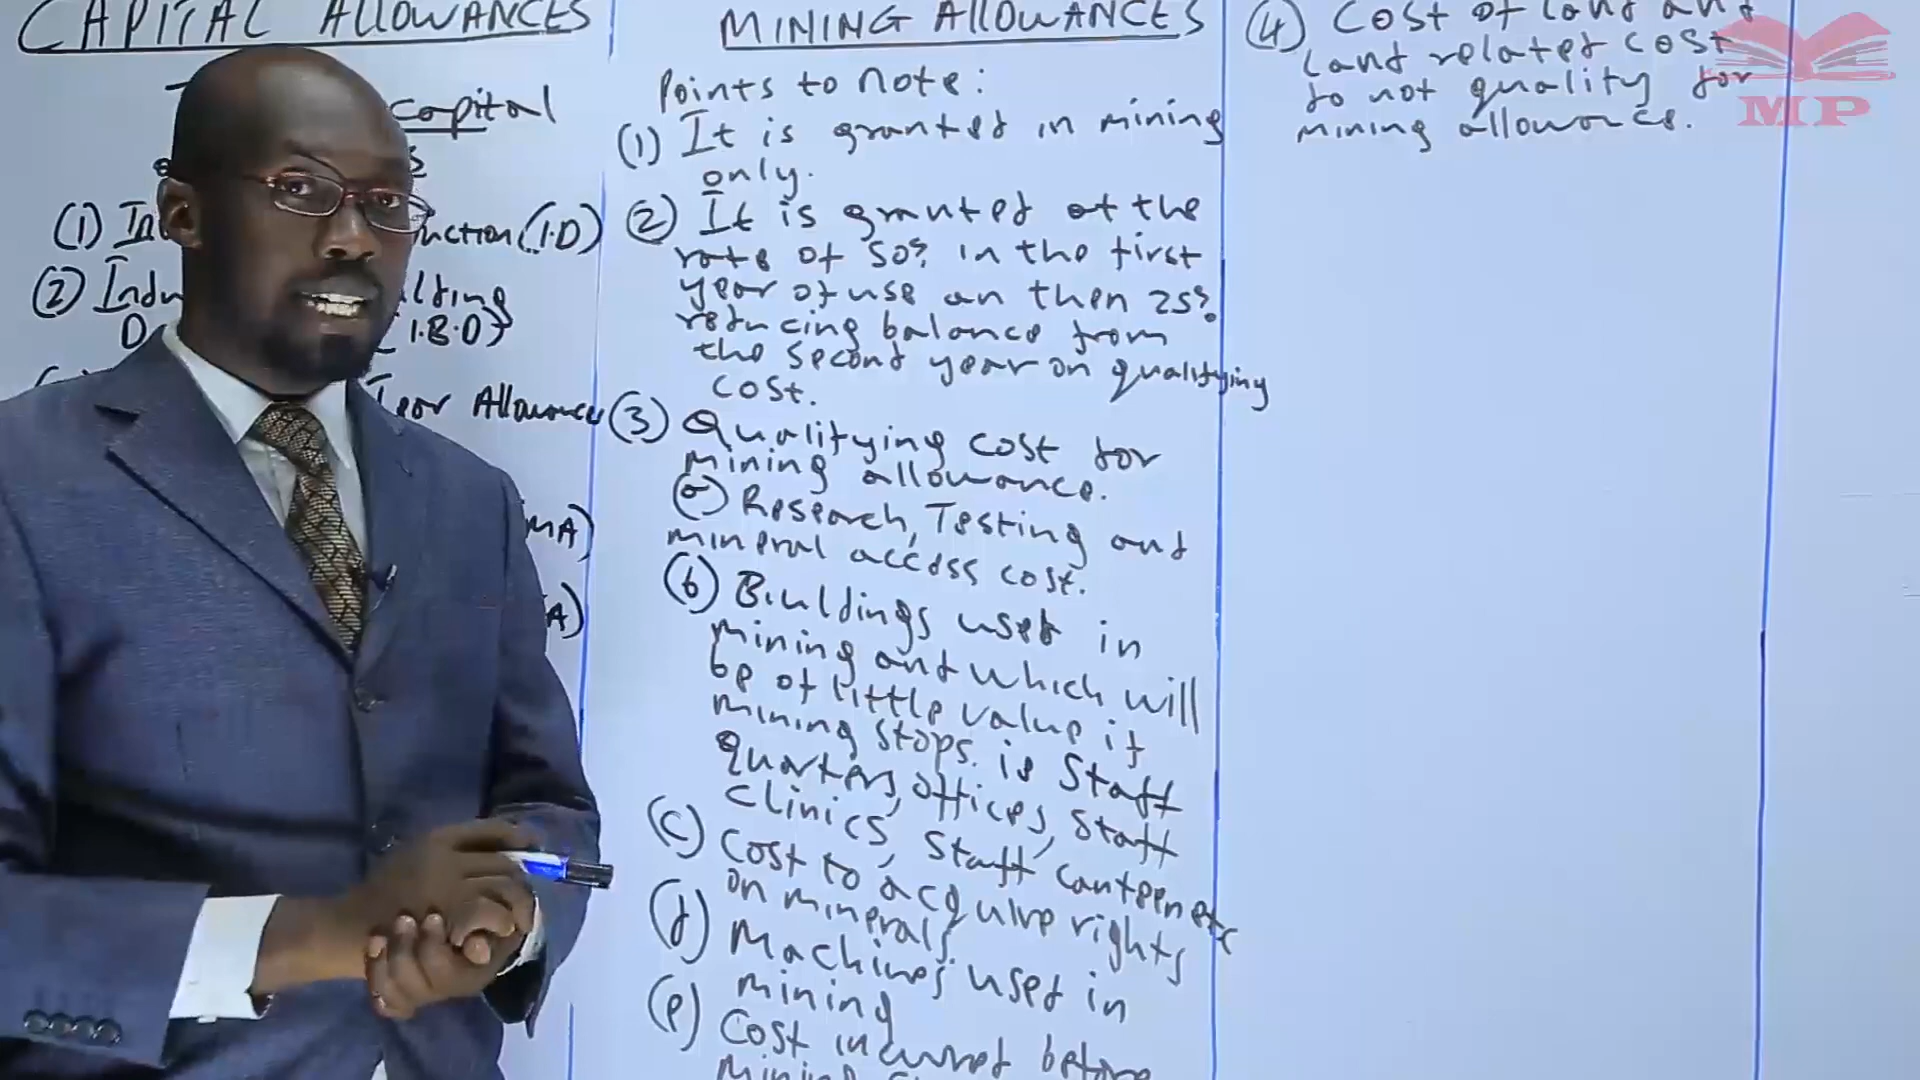 CAPITAL ALLOWANCES
capital
(1) In uction (I.D)
(2) Indu lding
D I.B.D)
Tear Allowances
MA)
A)
MINING ALLOWANCES
Points to note:
(1) It is granted in mining
only.
(2) It is granted at the
rate of 50% in the first
year of use an then 25%
reducing balance from
the second year on qualifying
cost.
(3) Qualifying cost for
mining allowance.
(a) Research, Testing and
mineral access cost.
(b) Buildings used in
mining and which will
be of little value if
mining stops. ie Staff
quarters, offices, Staff
clinics, Staff canteen etc
(c) Cost to acquire rights
on minerals
(d) Machines used in
mining
(e) Cost incurred before
mining
(4) Cost of land and
land related cost
do not quality for
mining allowance.
MP